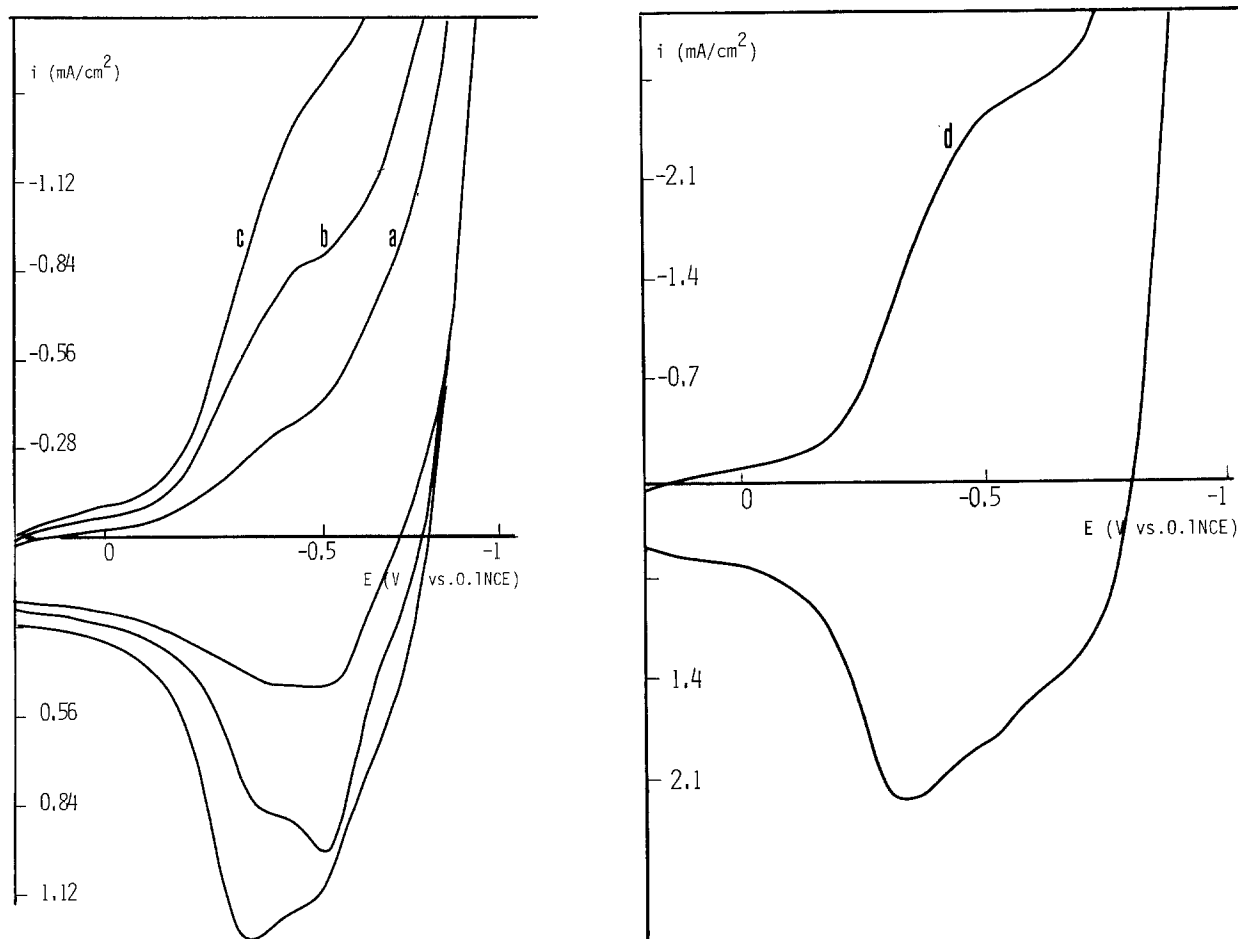 i (mA/cm²)
-1.12
-0.84
-0.56
-0.28
c
b
a
0
-0.5
-1
E (V vs.0.1NCE)
0.56
0.84
1.12
i (mA/cm²)
d
-2.1
-1.4
-0.7
0
-0.5
-1
E (V vs.0.1NCE)
1.4
2.1